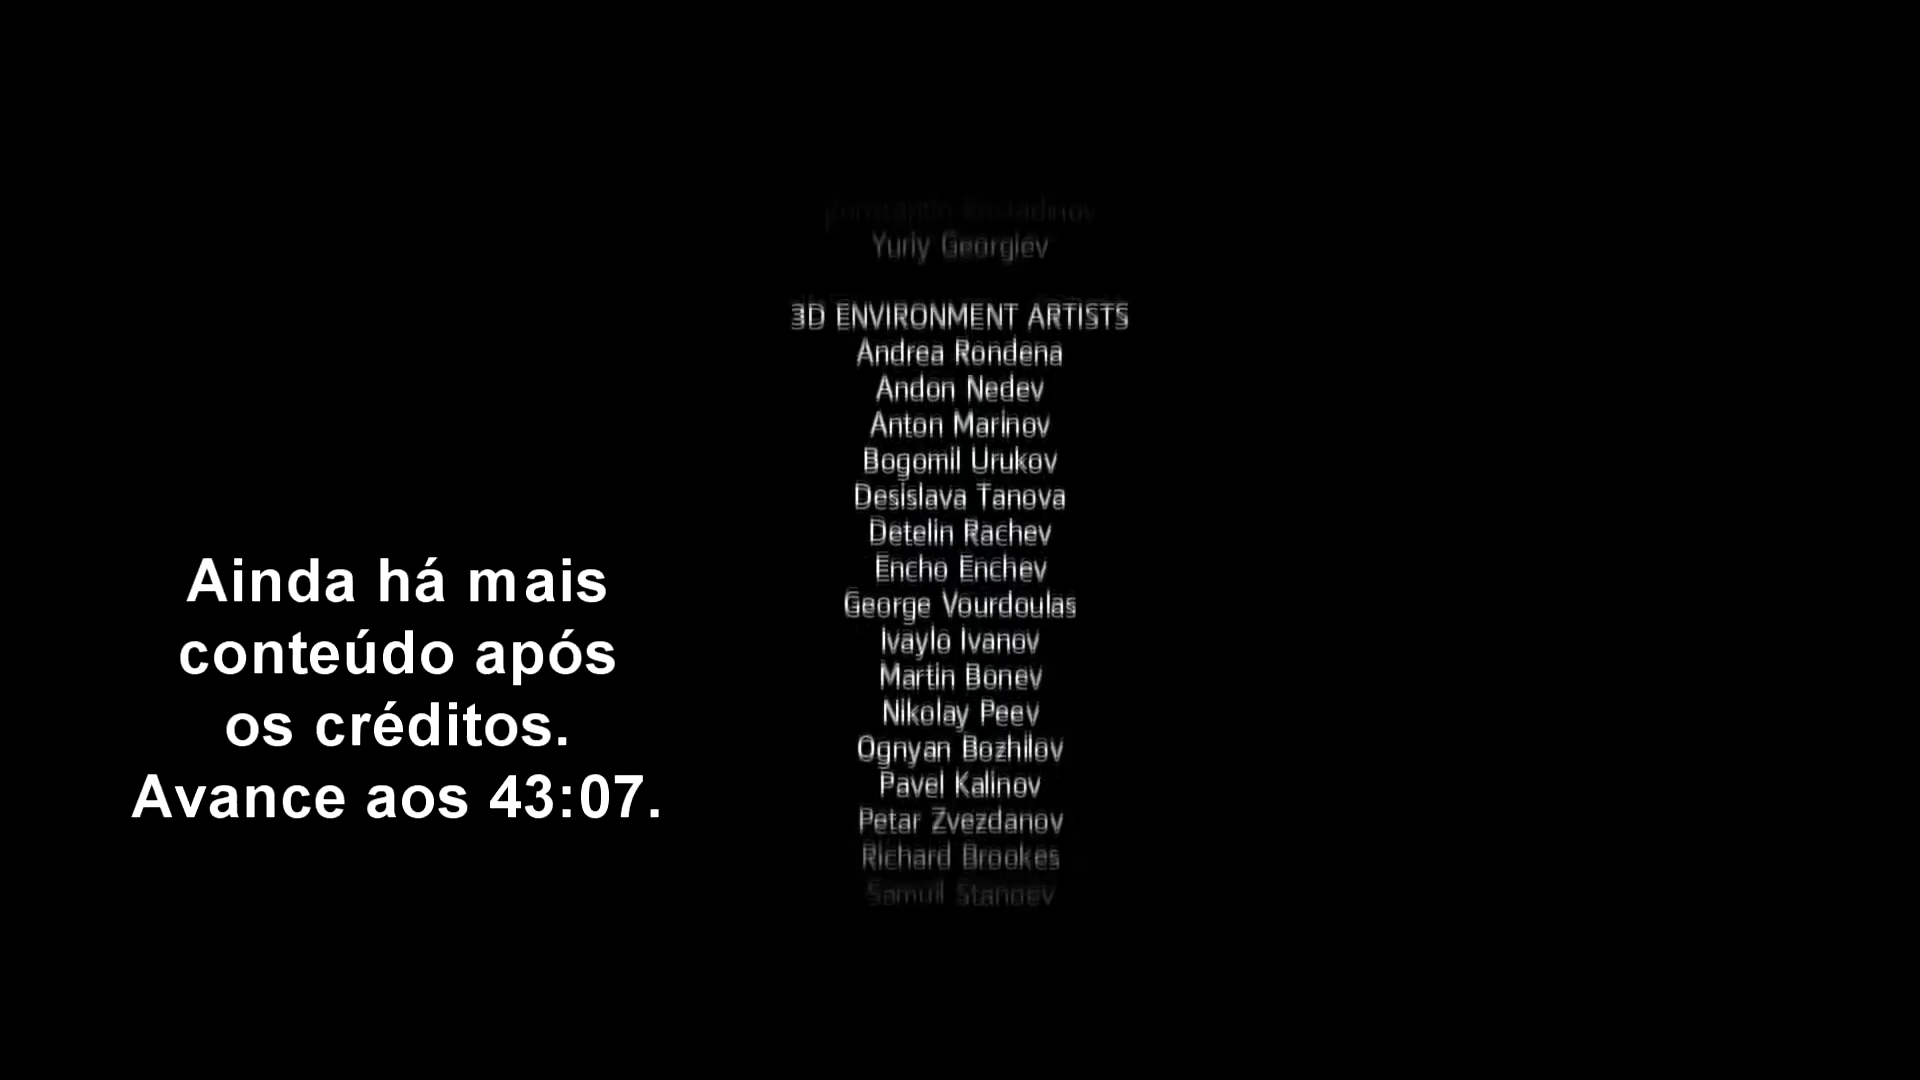 Yuriy Georgiev
3D ENVIRONMENT ARTISTS
Andrea Rondena
Andon Nedev
Anton Marinov
Bogomil Urukov
Desislava Tanova
Detelin Rachev
Encho Enchev
George Vourdoulas
Ivaylo Ivanov
Martin Bonev
Nikolay Peev
Ognyan Bozhilov
Pavel Kalinov
Petar Zvezdanov
Richard Brookes
Samuil Stanoev
Ainda há mais
conteúdo após
os créditos.
Avance aos 43:07.